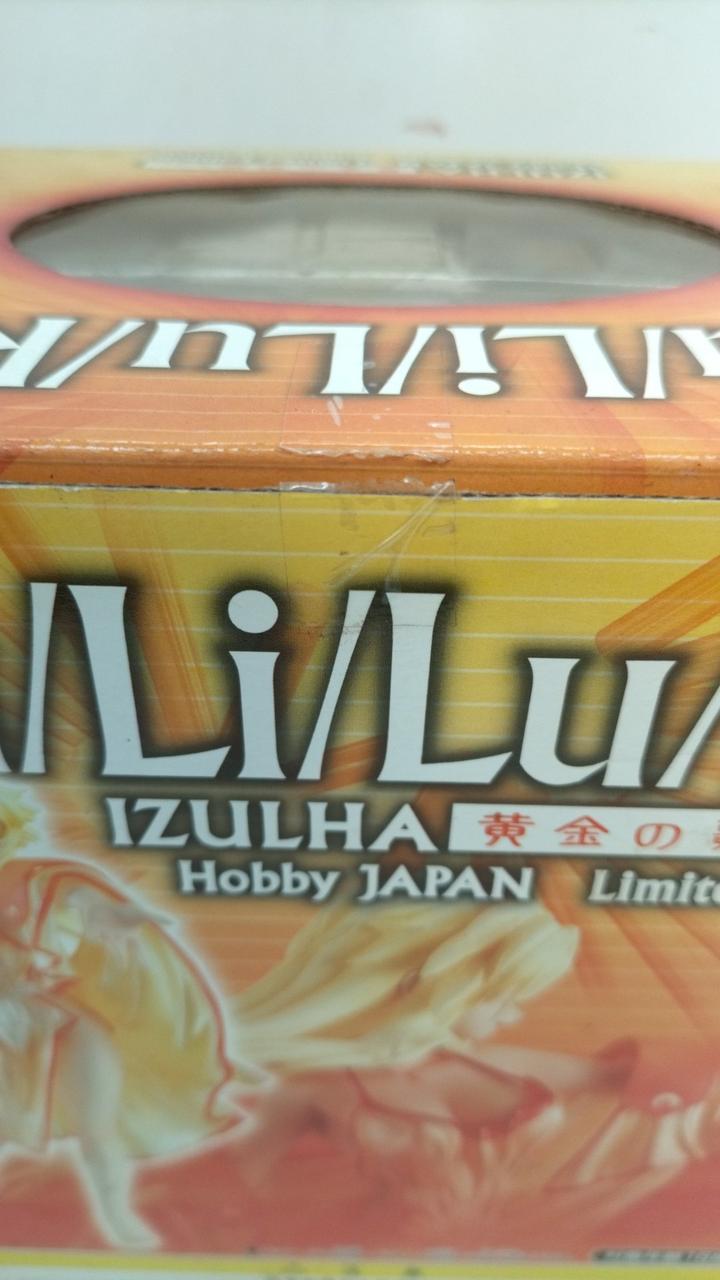 /Li/Lu/
/Li/Lu/
IZULHA 黄金の
Hobby JAPAN Limite